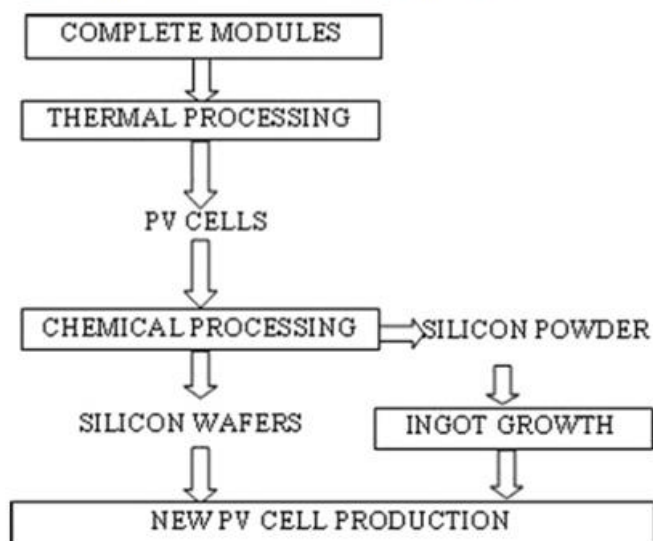 COMPLETE MODULES
THERMAL PROCESSING
PV CELLS
CHEMICAL PROCESSING
SILICON POWDER
SILICON WAFERS
INGOT GROWTH
NEW PV CELL PRODUCTION